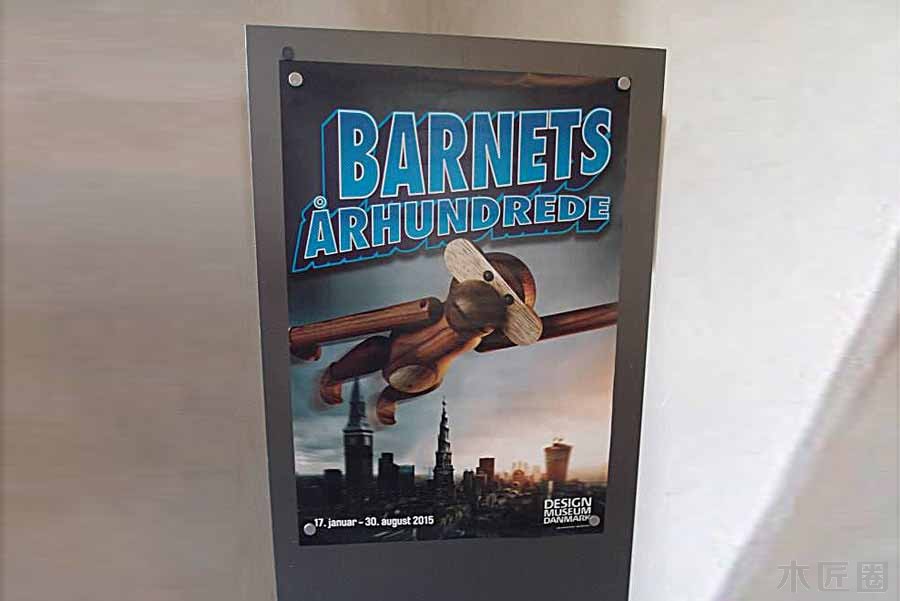 BARNETS
ÅRHUNDREDE
17. januar - 30. august 2015
DESIGN
MUSEUM
DANMARK
木匠圈